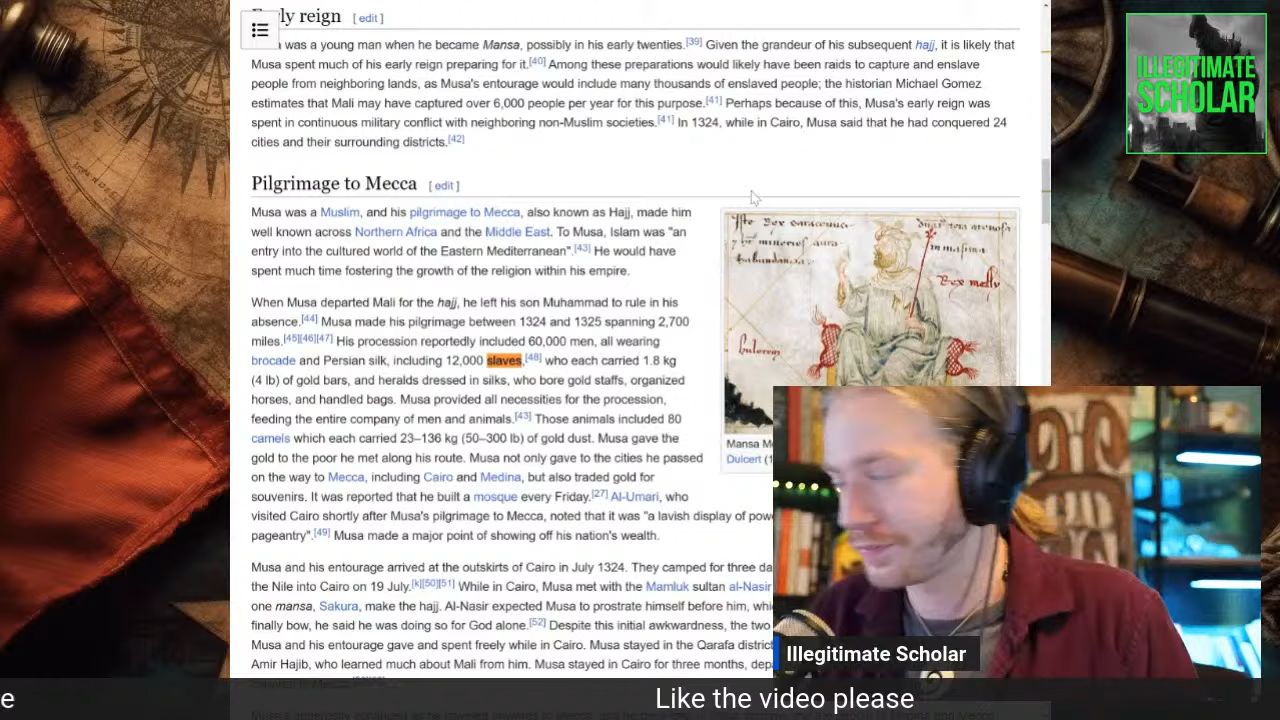 ly reign [ edit ]
was a young man when he became Mansa, possibly in his early twenties.[39] Given the grandeur of his subsequent hajj, it is likely that
Musa spent much of his early reign preparing for it.[40] Among these preparations would likely have been raids to capture and enslave
people from neighboring lands, as Musa's entourage would include many thousands of enslaved people; the historian Michael Gomez
estimates that Mali may have captured over 6,000 people per year for this purpose.[41] Perhaps because of this, Musa's early reign was
spent in continuous military conflict with neighboring non-Muslim societies.[41] In 1324, while in Cairo, Musa said that he had conquered 24
cities and their surrounding districts.[42]
Pilgrimage to Mecca [ edit ]
Musa was a Muslim, and his pilgrimage to Mecca, also known as Hajj, made him
well known across Northern Africa and the Middle East. To Musa, Islam was "an
entry into the cultured world of the Eastern Mediterranean".[43] He would have
spent much time fostering the growth of the religion within his empire.
When Musa departed Mali for the hajj, he left his son Muhammad to rule in his
absence.[44] Musa made his pilgrimage between 1324 and 1325 spanning 2,700
miles.[45][46][47] His procession reportedly included 60,000 men, all wearing
brocade and Persian silk, including 12,000 slaves,[48] who each carried 1.8 kg
(4 lb) of gold bars, and heralds dressed in silks, who bore gold staffs, organized
horses, and handled bags. Musa provided all necessities for the procession,
feeding the entire company of men and animals.[43] Those animals included 80
camels which each carried 23–136 kg (50–300 lb) of gold dust. Musa gave the
gold to the poor he met along his route. Musa not only gave to the cities he passed
on the way to Mecca, including Cairo and Medina, but also traded gold for
souvenirs. It was reported that he built a mosque every Friday.[27] Al-Umari, who
visited Cairo shortly after Musa's pilgrimage to Mecca, noted that it was "a lavish display of pow
pageantry".[49] Musa made a major point of showing off his nation's wealth.
Musa and his entourage arrived at the outskirts of Cairo in July 1324. They camped for three da
the Nile into Cairo on 19 July.[k][50][51] While in Cairo, Musa met with the Mamluk sultan al-Nasir
one mansa, Sakura, make the hajj. Al-Nasir expected Musa to prostrate himself before him, whi
finally bow, he said he was doing so for God alone.[52] Despite this initial awkwardness, the two
Musa and his entourage gave and spent freely while in Cairo. Musa stayed in the Qarafa district
Amir Hajib, who learned much about Mali from him. Musa stayed in Cairo for three months, depa
Mansa M
Dulcert (1
ILLEGITIMATE
SCHOLAR
Illegitimate Scholar
e
Like the video please